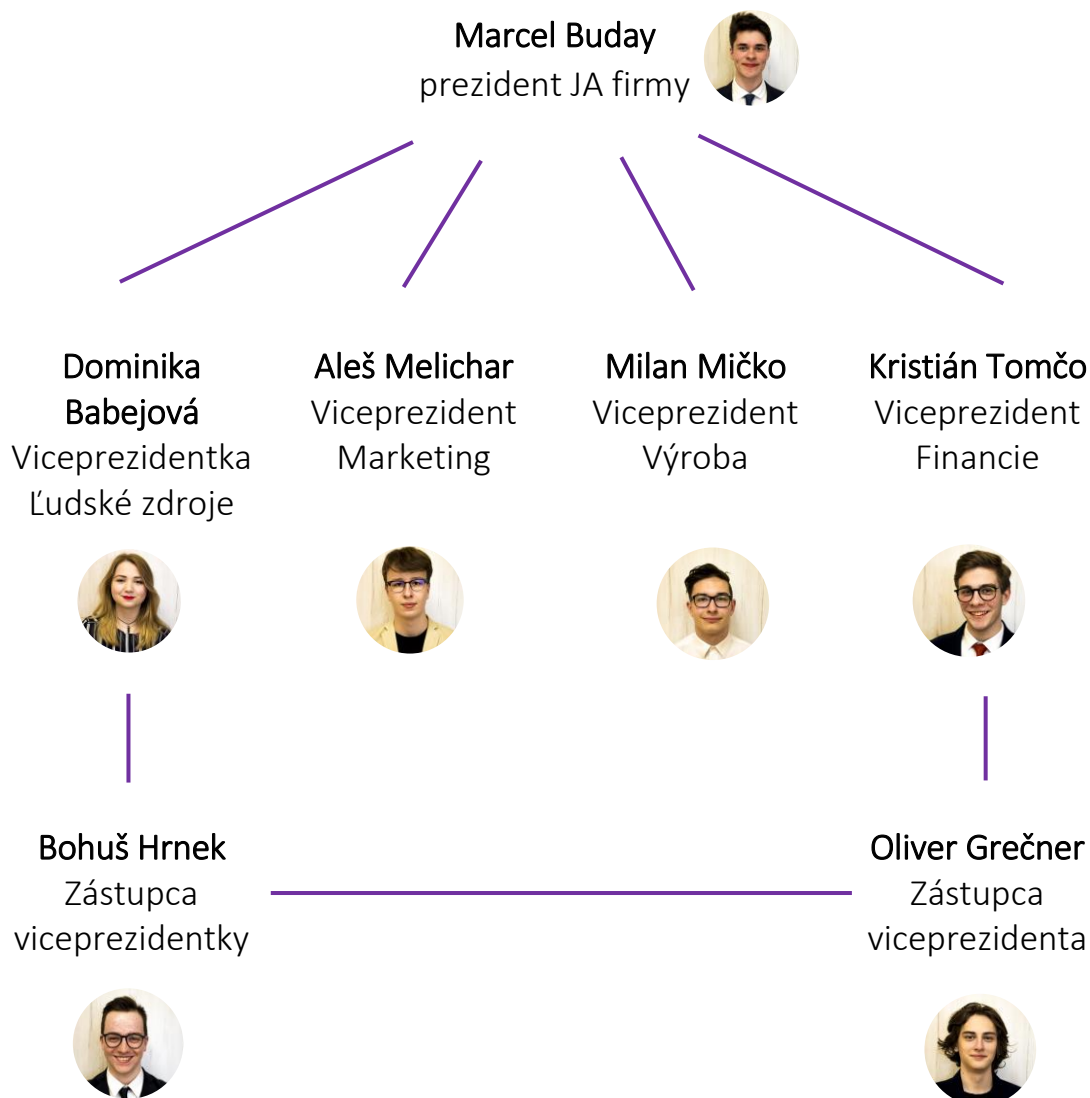 Marcel Buday
prezident JA firmy
Dominika
Babejová
Viceprezidentka
Ľudské zdroje
Aleš Melichar
Viceprezident
Marketing
Milan Mičko
Viceprezident
Výroba
Kristián Tomčo
Viceprezident
Financie
Bohuš Hrnek
Zástupca
viceprezidentky
Oliver Grečner
Zástupca
viceprezidenta